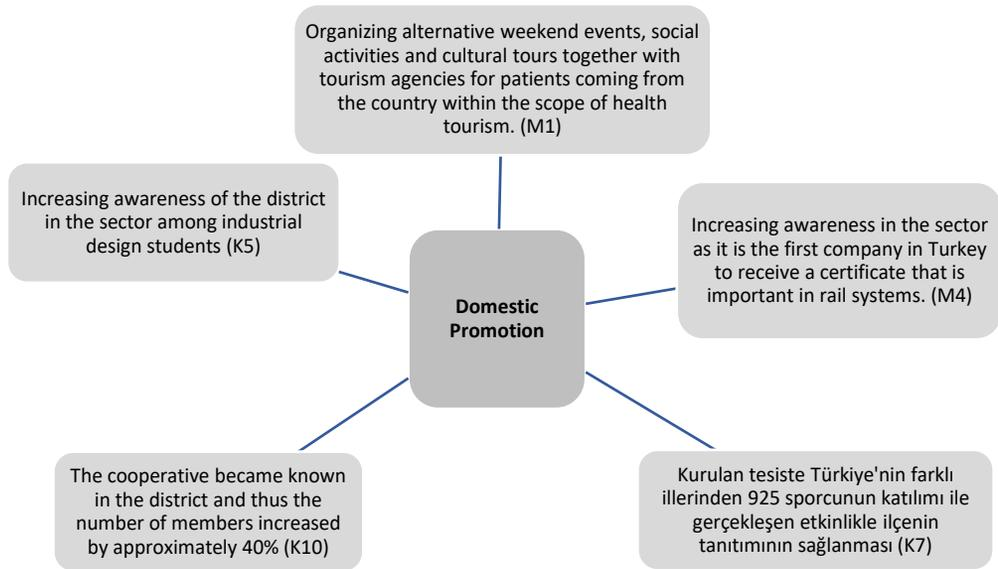 Organizing alternative weekend events, social
activities and cultural tours together with
tourism agencies for patients coming from
the country within the scope of health
tourism. (M1)
Increasing awareness of the district
in the sector among industrial
design students (K5)
Increasing awareness in the sector
as it is the first company in Turkey
to receive a certificate that is
important in rail systems. (M4)
Domestic
Promotion
The cooperative became known
in the district and thus the
number of members increased
by approximately 40% (K10)
Kurulan tesiste Türkiye'nin farklı
illerinden 925 sporcunun katılımı ile
gerçekleşen etkinlikle ilçenin
tanıtımının sağlanması (K7)